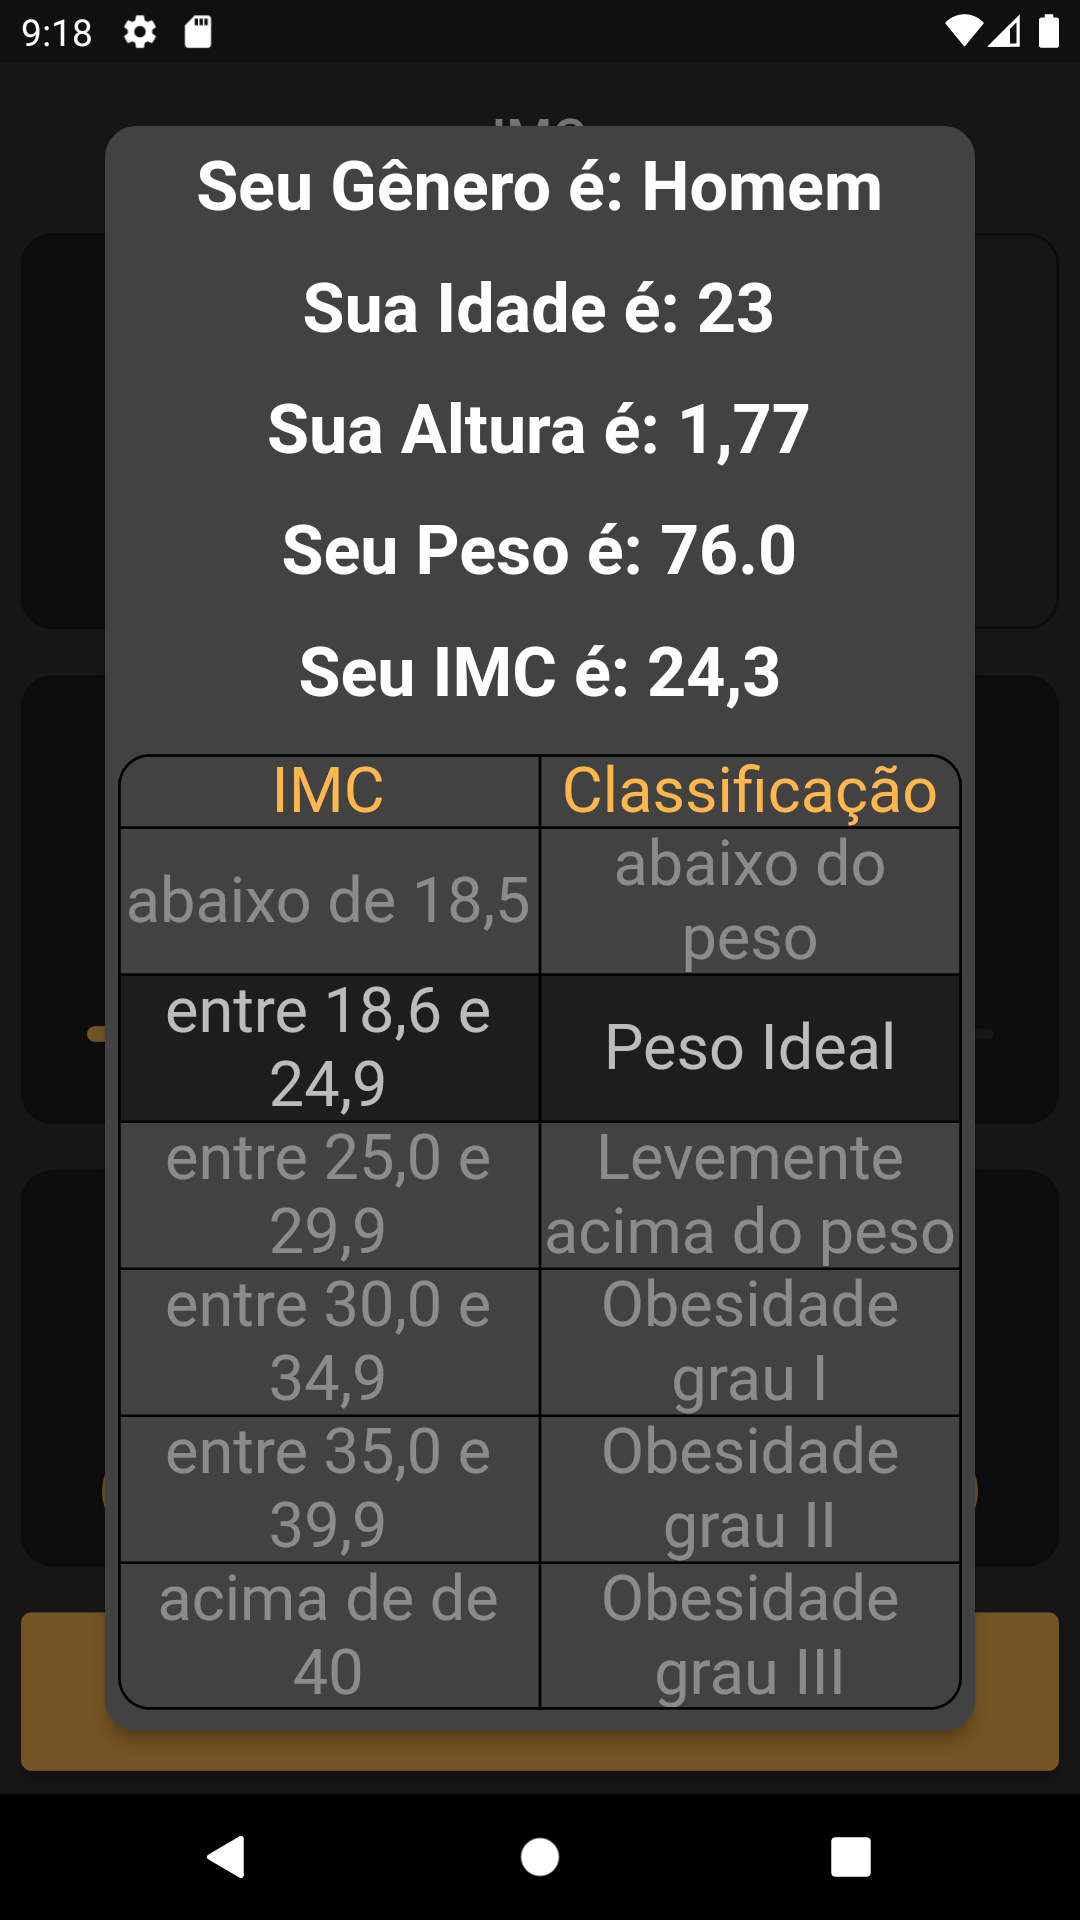 9:18
IMC
Seu Gênero é: Homem
Sua Idade é: 23
Sua Altura é: 1,77
Seu Peso é: 76.0
Seu IMC é: 24,3
IMC
Classificação
abaixo de 18,5
abaixo do
peso
entre 18,6 e
24,9
Peso Ideal
entre 25,0 e
29,9
Levemente
acima do peso
entre 30,0 e
34,9
Obesidade
grau I
entre 35,0 e
39,9
Obesidade
grau II
acima de de
40
Obesidade
grau III